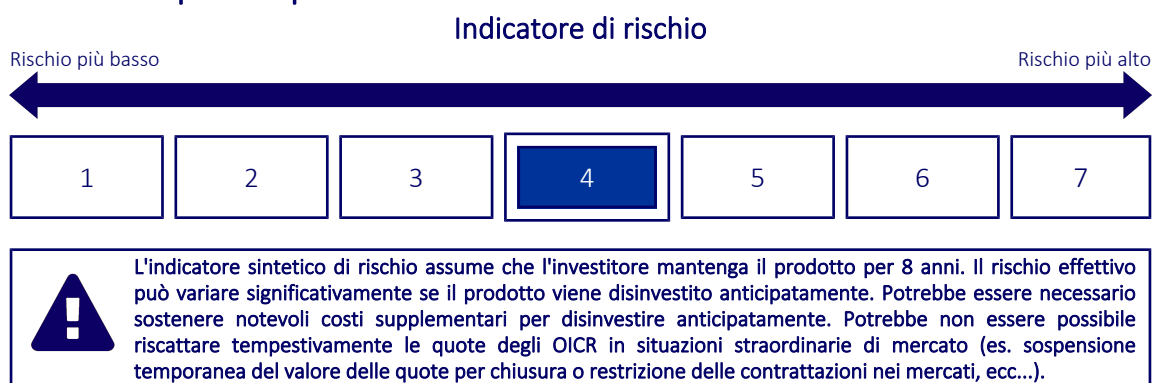 Indicatore di rischio
Rischio più basso
Rischio più alto
1
2
3
4
5
6
7
L'indicatore sintetico di rischio assume che l'investitore mantenga il prodotto per 8 anni. Il rischio effettivo
può variare significativamente se il prodotto viene disinvestito anticipatamente. Potrebbe essere necessario
sostenere notevoli costi supplementari per disinvestire anticipatamente. Potrebbe non essere possibile
riscattare tempestivamente le quote degli OICR in situazioni straordinarie di mercato (es. sospensione
temporanea del valore delle quote per chiusura o restrizione delle contrattazioni nei mercati, ecc...).